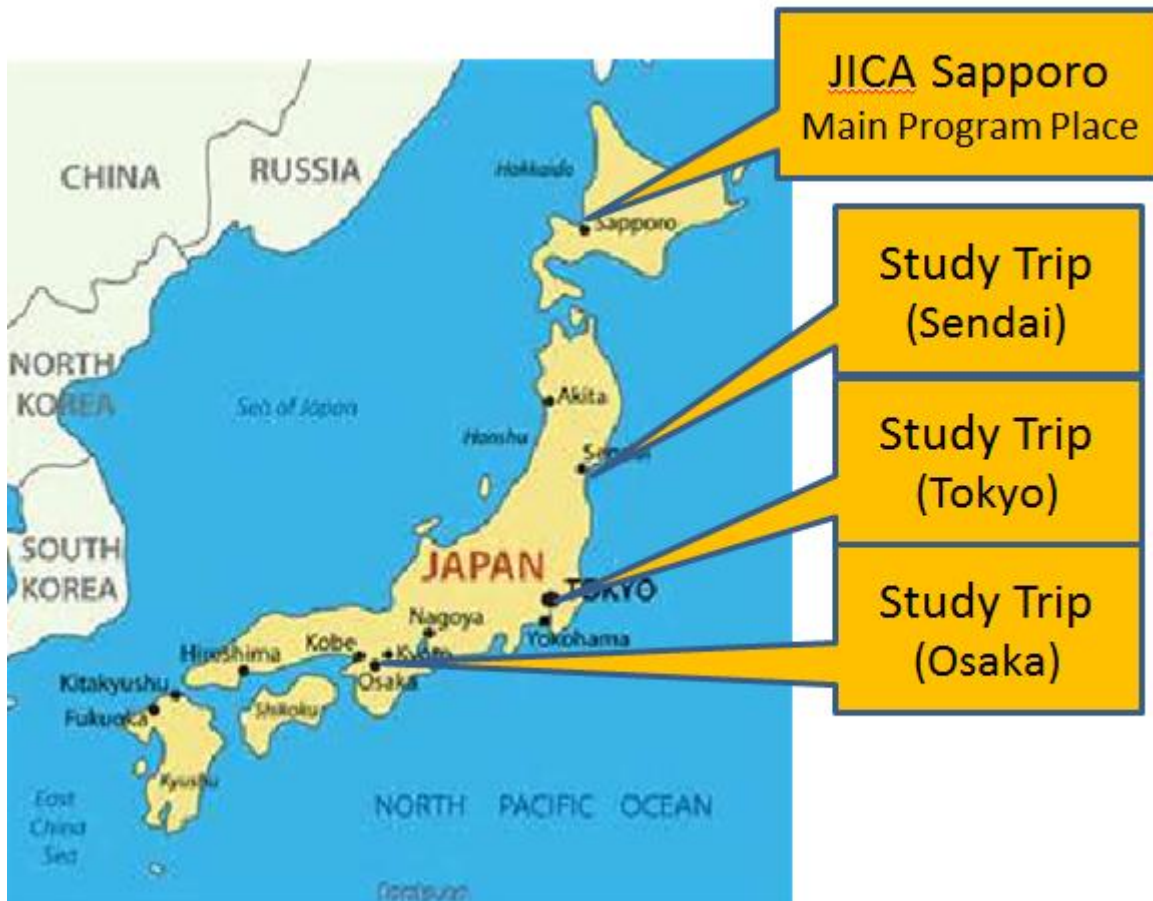 JICA Sapporo
Main Program Place
CHINA
RUSSIA
Hokkaido
Sapporo
Study Trip
(Sendai)
NORTH
KOREA
Sea of Japan
Akita
Honshu
Study Trip
(Tokyo)
SOUTH
KOREA
JAPAN
TOKYO
Nagoya
Yokohama
Kobe
Kyoto
Hiroshima
Osaka
Study Trip
(Osaka)
Kitakyushu
Fukuoka
Shikoku
Kyushu
East
China
Sea
NORTH PACIFIC OCEAN